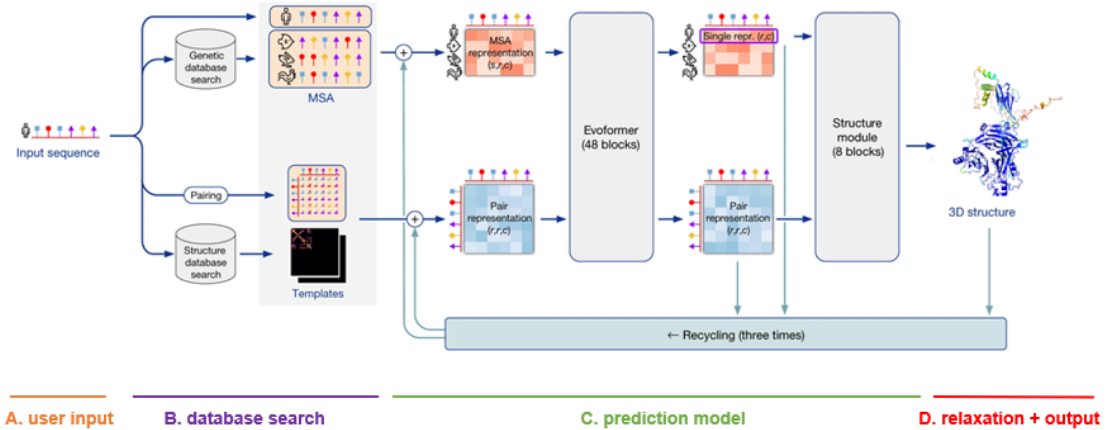 Input sequence
Genetic
database
search
Pairing
Structure
database
search
MSA
Templates
+
+
MSA
representation
(s,r,c)
Pair
representation
(r,r,c)
Evoformer
(48 blocks)
Single repr. (r,c)
Pair
representation
(r,r,c)
Structure
module
(8 blocks)
3D structure
← Recycling (three times)
A. user input
B. database search
C. prediction model
D. relaxation + output